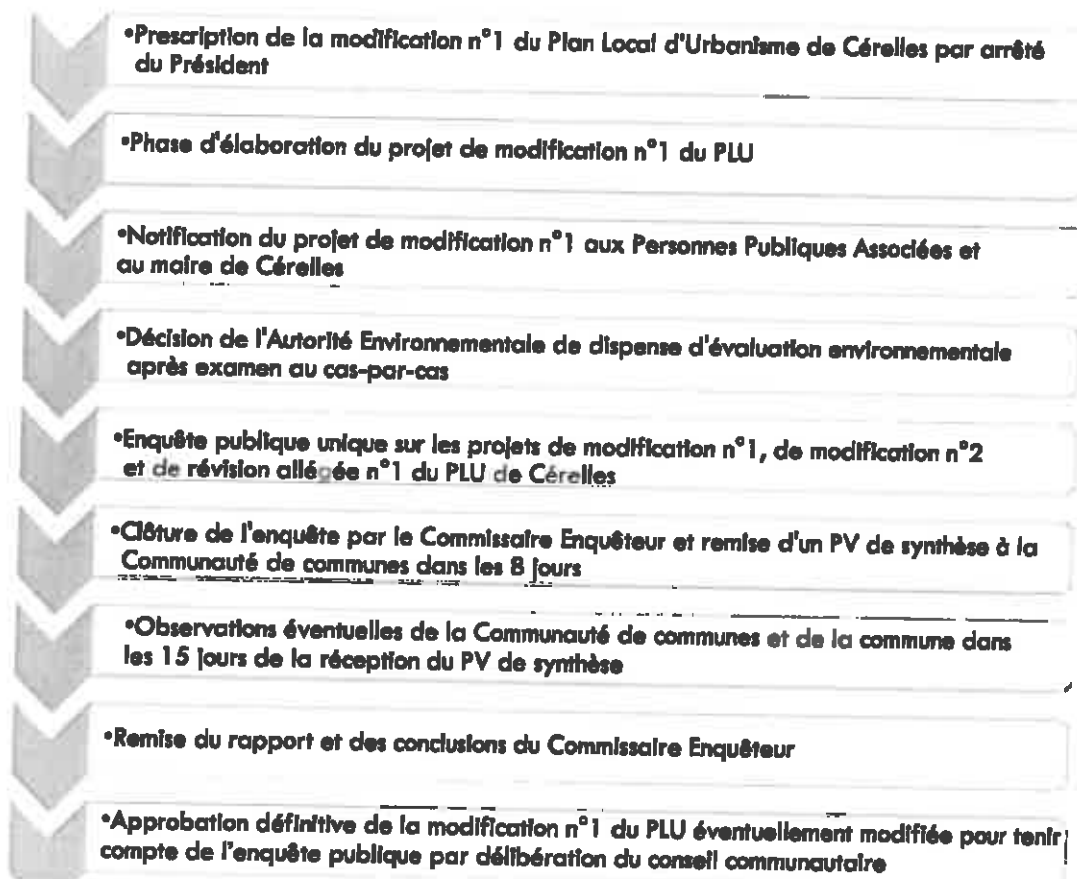 •Prescription de la modification n°1 du Plan Local d'Urbanisme de Cérelles par arrêté
du Président
•Phase d'élaboration du projet de modification n°1 du PLU
•Notification du projet de modification n°1 aux Personnes Publiques Associées et
au maire de Cérelles
•Décision de l'Autorité Environnementale de dispense d'évaluation environnementale
après examen au cas-par-cas
•Enquête publique unique sur les projets de modification n°1, de modification n°2
et de révision allégée n°1 du PLU de Cérelles
•Clôture de l'enquête par le Commissaire Enquêteur et remise d'un PV de synthèse à la
Communauté de communes dans les 8 jours
•Observations éventuelles de la Communauté de communes et de la commune dans
les 15 jours de la réception du PV de synthèse
•Remise du rapport et des conclusions du Commissaire Enquêteur
•Approbation définitive de la modification n°1 du PLU éventuellement modifiée pour tenir
compte de l'enquête publique par délibération du conseil communautaire